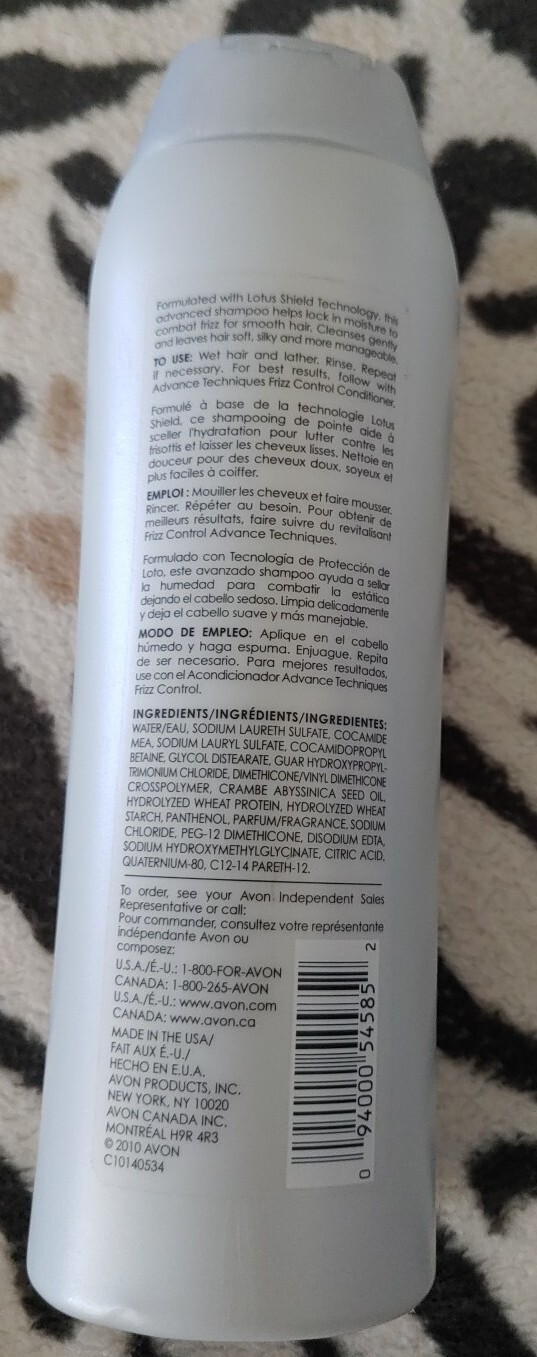 Formulated with Lotus Shield Technology, this
advanced shampoo helps lock in moisture to
combat frizz for smooth hair. Cleanses gently
and leaves hair soft, silky and more manageable.
TO USE: Wet hair and lather. Rinse. Repeat
if necessary. For best results, follow with
Advance Techniques Frizz Control Conditioner.
Formulé à base de la technologie Lotus
Shield, ce shampooing de pointe aide à
sceller l'hydratation pour lutter contre les
frisottis et laisser les cheveux lisses. Nettoie en
douceur pour des cheveux doux, soyeux et
plus faciles à coiffer.
EMPLOI : Mouiller les cheveux et faire mousser.
Rincer. Répéter au besoin. Pour obtenir de
meilleurs résultats, faire suivre du revitalisant
Frizz Control Advance Techniques.
Formulado con Tecnología de Protección de
Loto, este avanzado shampoo ayuda a sellar
la humedad para combatir la estática
dejando el cabello sedoso. Limpia delicadamente
y deja el cabello suave y más manejable.
MODO DE EMPLEO: Aplique en el cabello
húmedo y haga espuma. Enjuague. Repita
de ser necesario. Para mejores resultados,
use con el Acondicionador Advance Techniques
Frizz Control.
INGREDIENTS/INGRÉDIENTS/INGREDIENTES:
WATER/EAU, SODIUM LAURETH SULFATE, COCAMIDE
MEA, SODIUM LAURYL SULFATE, COCAMIDOPROPYL
BETAINE, GLYCOL DISTEARATE, GUAR HYDROXYPROPYL-
TRIMONIUM CHLORIDE, DIMETHICONE/VINYL DIMETHICONE
CROSSPOLYMER, CRAMBE ABYSSINICA SEED OIL,
HYDROLYZED WHEAT PROTEIN, HYDROLYZED WHEAT
STARCH, PANTHENOL, PARFUM/FRAGRANCE, SODIUM
CHLORIDE, PEG-12 DIMETHICONE, DISODIUM EDTA,
SODIUM HYDROXYMETHYLGLYCINATE, CITRIC ACID,
QUATERNIUM-80, C12-14 PARETH-12.
To order, see your Avon Independent Sales
Representative or call:
Pour commander, consultez votre représentante
indépendante Avon ou
composez:
U.S.A./É.-U.: 1-800-FOR-AVON
CANADA: 1-800-265-AVON
U.S.A./É.-U.: www.avon.com
CANADA: www.avon.ca
MADE IN THE USA/
FAIT AUX É.-U./
HECHO EN E.U.A.
AVON PRODUCTS, INC.
NEW YORK, NY 10020
AVON CANADA INC.
MONTRÉAL H9R 4R3
© 2010 AVON
C10140534
0 94000 54585 2